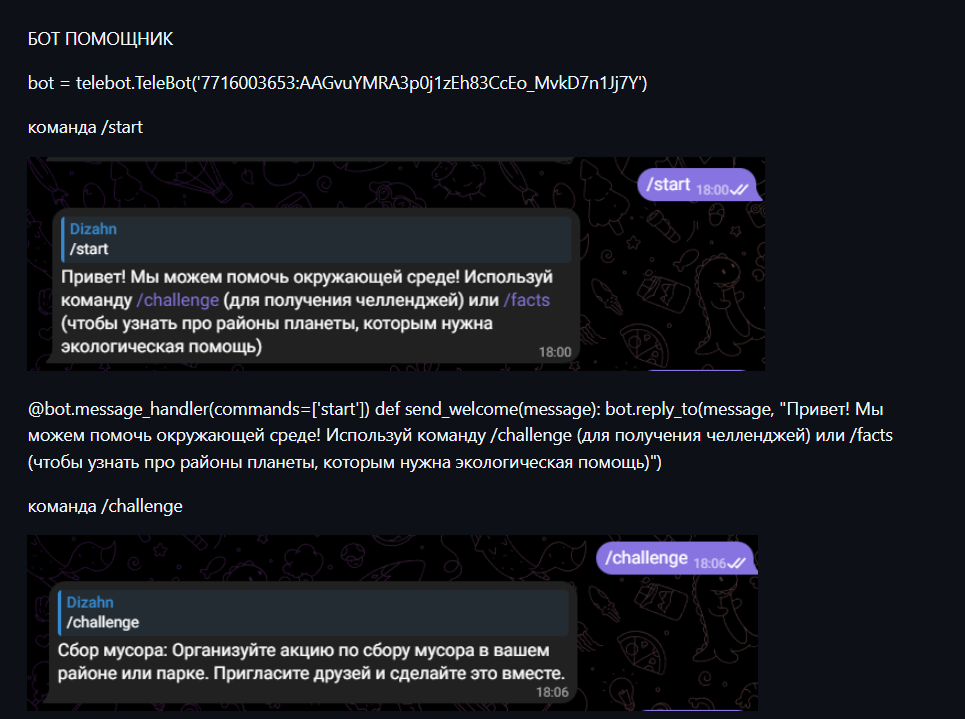 БОТ ПОМОЩНИК
bot = telebot.TeleBot('7716003653:AAGvuYMRA3p0j1zEh83CcEo_MvkD7n1Jj7Y')
команда /start
/start 18:00
Dizahn
/start
Привет! Мы можем помочь окружающей среде! Используй
команду /challenge (для получения челленджей) или /facts
(чтобы узнать про районы планеты, которым нужна
экологическая помощь)
18:00
@bot.message_handler(commands=['start']) def send_welcome(message): bot.reply_to(message, "Привет! Мы
можем помочь окружающей среде! Используй команду /challenge (для получения челленджей) или /facts
(чтобы узнать про районы планеты, которым нужна экологическая помощь)")
команда /challenge
/challenge 18:06
Dizahn
/challenge
Сбор мусора: Организуйте акцию по сбору мусора в вашем
районе или парке. Пригласите друзей и сделайте это вместе.
18:06